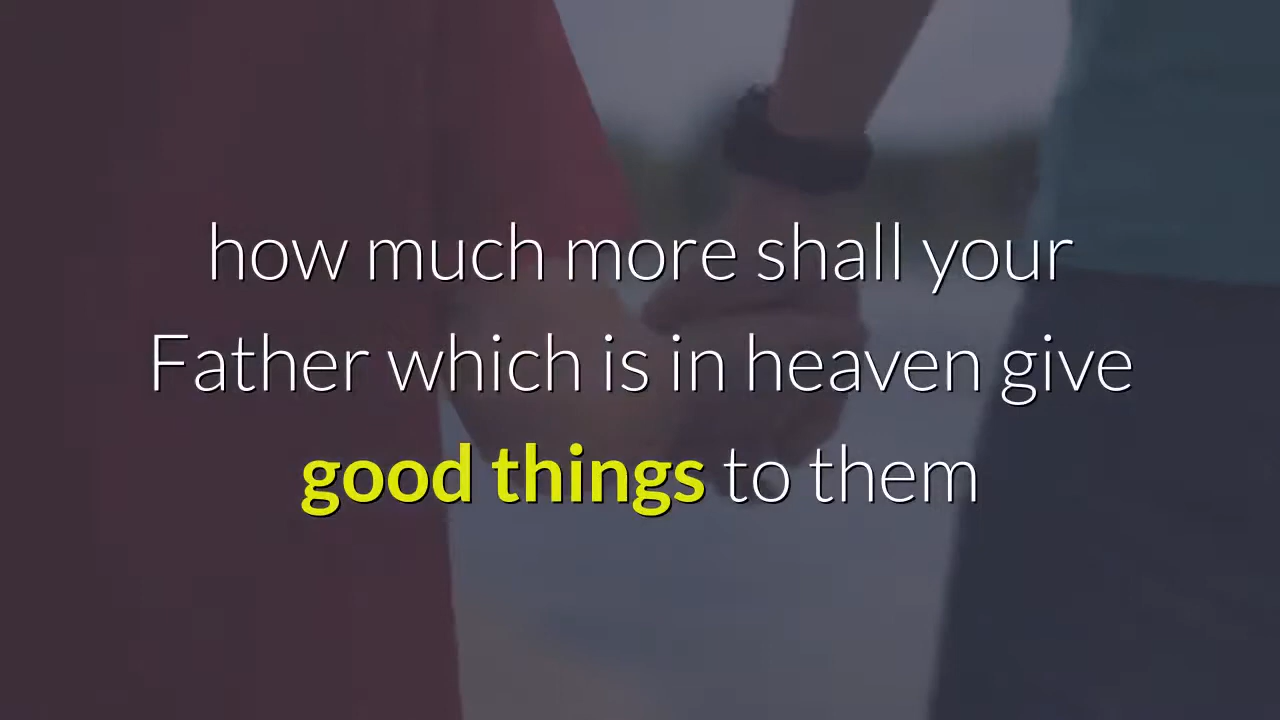 how much more shall your
Father which is in heaven give
good things to them